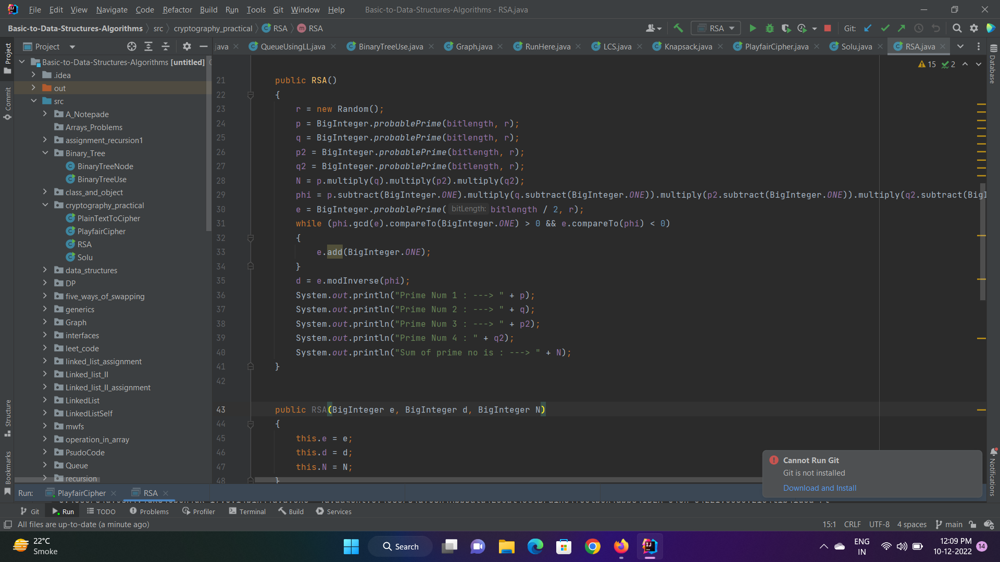 File Edit View Navigate Code Refactor Build Run Tools Git Window Help Basic-to-Data-Structures-Algorithms - RSA.java
Basic-to-Data-Structures-Algorithms src cryptography_practical RSA RSA
RSA Git:
Project
java QueueUsingLL.java BinaryTreeUse.java Graph.java RunHere.java LCS.java Knapsack.java PlayfairCipher.java Solu.java RSA.java
Project
Commit
Structure
Bookmarks
Basic-to-Data-Structures-Algorithms [untitled]
.idea
out
src
A_Notepade
Arrays_Problems
assignment_recursion1
Binary_Tree
BinaryTreeNode
BinaryTreeUse
class_and_object
cryptography_practical
PlainTextToCipher
PlayfairCipher
RSA
Solu
data_structures
DP
five_ways_of_swapping
generics
Graph
interfaces
leet_code
linked_list_assignment
Linked_list_II
Linked_list_II_assignment
LinkedList
LinkedListSelf
mwfs
operation_in_array
PsudoCode
Queue
recursion
15 2
21 public RSA()
22 {
23 r = new Random();
24 p = BigInteger.probablePrime(bitlength, r);
25 q = BigInteger.probablePrime(bitlength, r);
26 p2 = BigInteger.probablePrime(bitlength, r);
27 q2 = BigInteger.probablePrime(bitlength, r);
28 N = p.multiply(q).multiply(p2).multiply(q2);
29 phi = p.subtract(BigInteger.ONE).multiply(q.subtract(BigInteger.ONE)).multiply(p2.subtract(BigInteger.ONE)).multiply(q2.subtract(BigI
30 e = BigInteger.probablePrime( bitLength: bitlength / 2, r);
31 while (phi.gcd(e).compareTo(BigInteger.ONE) > 0 && e.compareTo(phi) < 0)
32 {
33 e.add(BigInteger.ONE);
34 }
35 d = e.modInverse(phi);
36 System.out.println("Prime Num 1 : ---> " + p);
37 System.out.println("Prime Num 2 : ---> " + q);
38 System.out.println("Prime Num 3 : ---> " + p2);
39 System.out.println("Prime Num 4 : " + q2);
40 System.out.println("Sum of prime no is : ---> " + N);
41 }
42
43 public RSA(BigInteger e, BigInteger d, BigInteger N)
44 {
45 this.e = e;
46 this.d = d;
47 this.N = N;
48 }
Database
Notifications
Cannot Run Git
Git is not installed
Download and Install
Run: PlayfairCipher RSA
Git Run TODO Problems Profiler Terminal Build Services
All files are up-to-date (a minute ago) 15:1 CRLF UTF-8 4 spaces main
22°C
Smoke
Search
ENG
IN
12:09 PM
10-12-2022
14